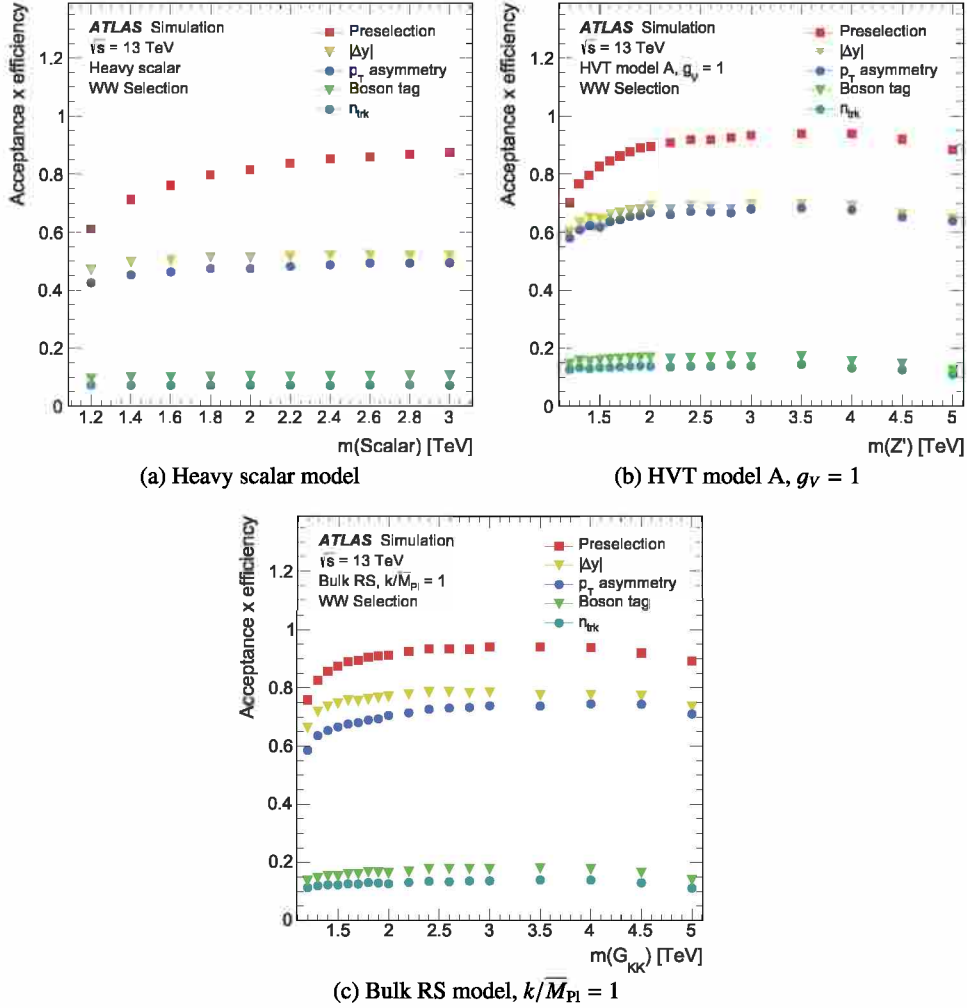 ATLAS Simulation
√s = 13 TeV
Heavy scalar
WW Selection
Preselection
|Δy|
p_T asymmetry
Boson tag
n_trk
Acceptance x efficiency
0
0.2
0.4
0.6
0.8
1
1.2
1.2 1.4 1.6 1.8 2 2.2 2.4 2.6 2.8 3
m(Scalar) [TeV]
(a) Heavy scalar model
ATLAS Simulation
√s = 13 TeV
HVT model A, g_V = 1
WW Selection
Preselection
|Δy|
p_T asymmetry
Boson tag
n_trk
Acceptance x efficiency
0
0.2
0.4
0.6
0.8
1
1.2
1.5 2 2.5 3 3.5 4 4.5 5
m(Z') [TeV]
(b) HVT model A, g_V = 1
ATLAS Simulation
√s = 13 TeV
Bulk RS, k/M̅_Pl = 1
WW Selection
Preselection
|Δy|
p_T asymmetry
Boson tag
n_trk
Acceptance x efficiency
0
0.2
0.4
0.6
0.8
1
1.2
1.5 2 2.5 3 3.5 4 4.5 5
m(G_KK) [TeV]
(c) Bulk RS model, k/M̅_Pl = 1